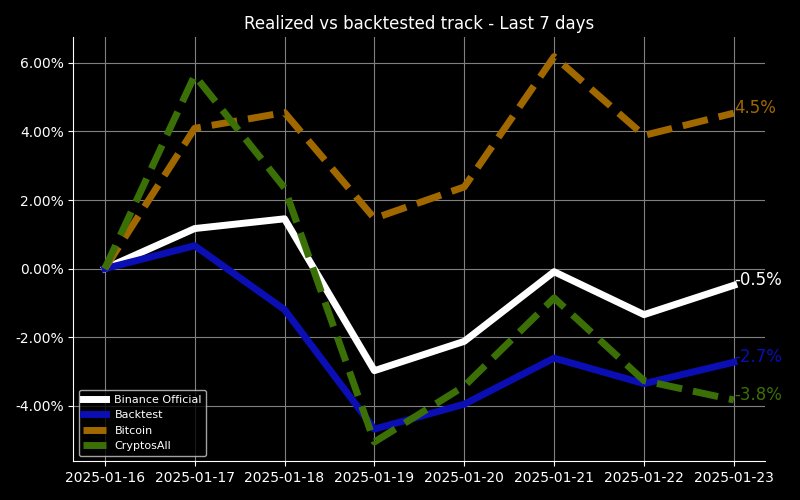 Realized vs backtested track - Last 7 days
6.00%
4.00%
2.00%
0.00%
-2.00%
-4.00%
4.5%
-0.5%
-2.7%
-3.8%
Binance Official
Backtest
Bitcoin
CryptosAll
2025-01-16 2025-01-17 2025-01-18 2025-01-19 2025-01-20 2025-01-21 2025-01-22 2025-01-23